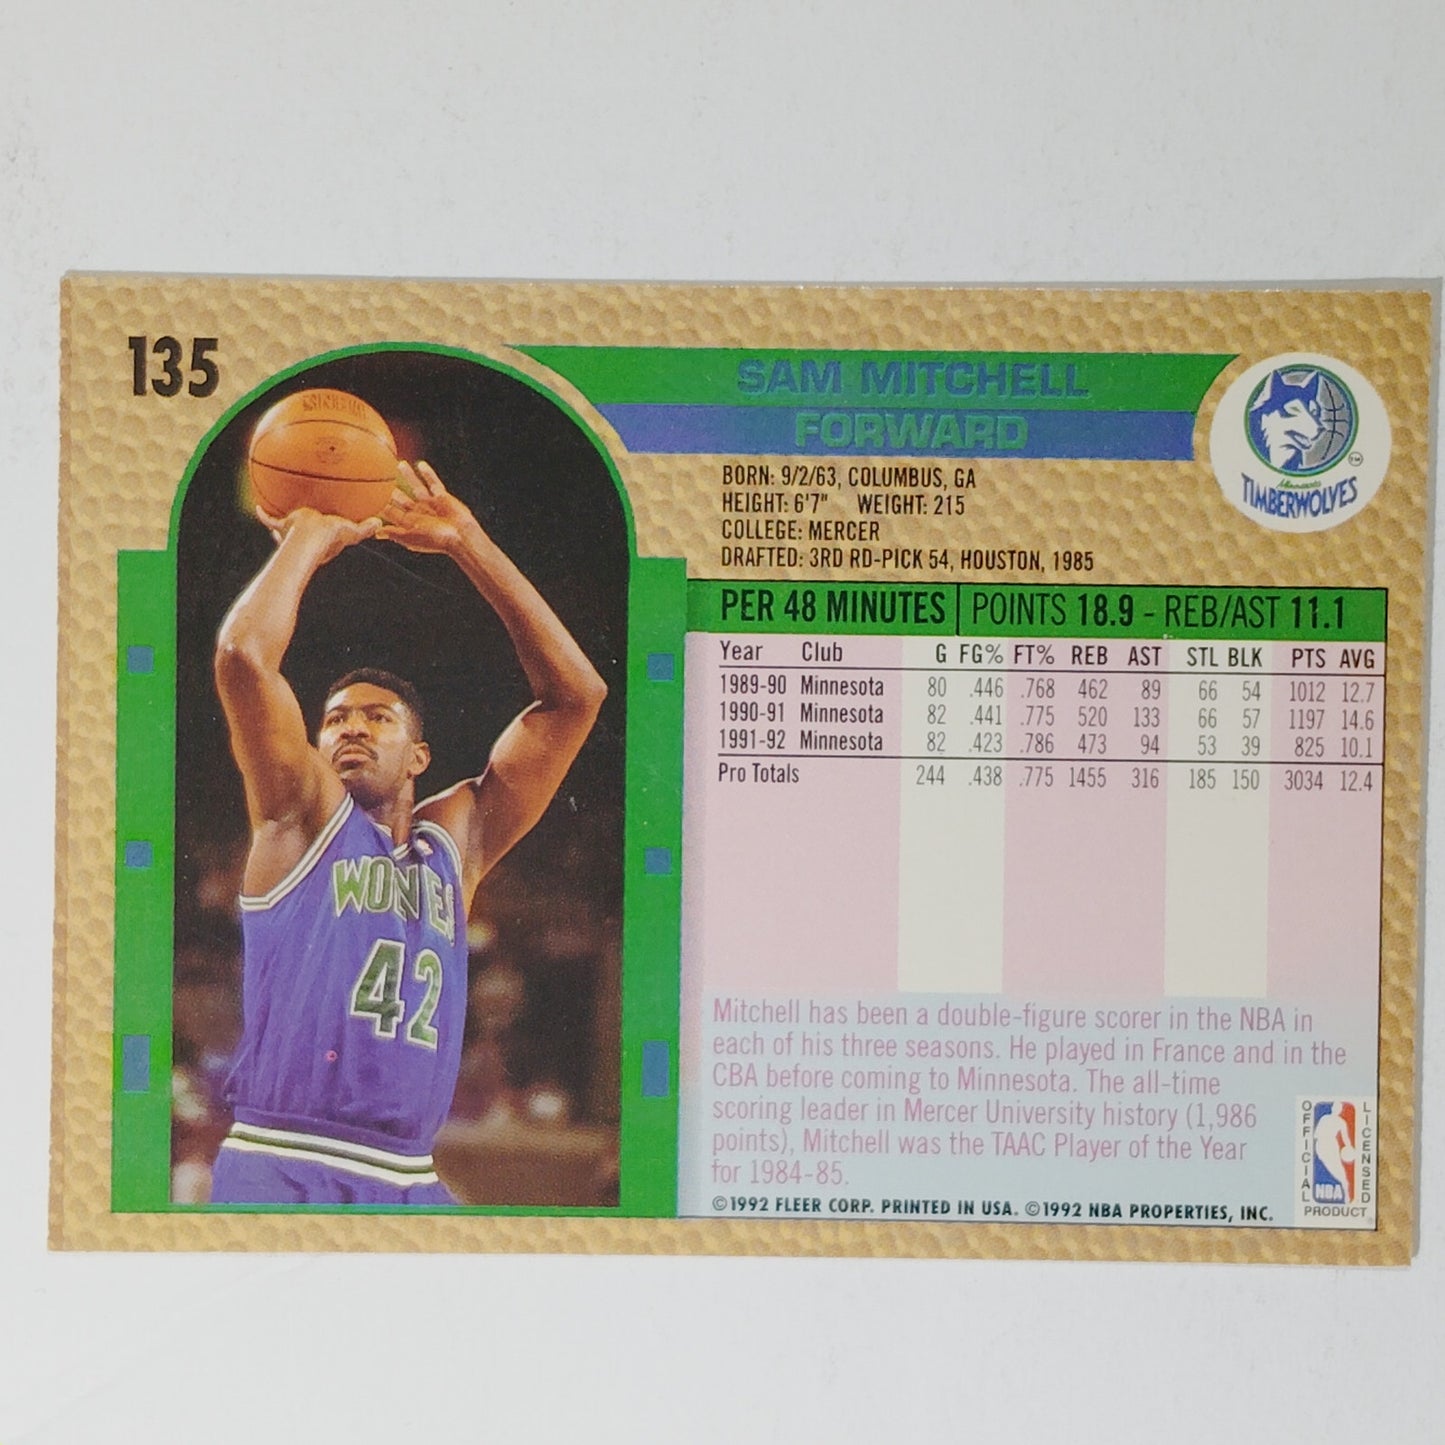 135
SAM MITCHELL
FORWARD
Minnesota
TIMBERWOLVES
TM
BORN: 9/2/63, COLUMBUS, GA
HEIGHT: 6'7" WEIGHT: 215
COLLEGE: MERCER
DRAFTED: 3RD RD-PICK 54, HOUSTON, 1985
PER 48 MINUTES POINTS 18.9 - REB/AST 11.1
Year Club G FG% FT% REB AST STL BLK PTS AVG
1989-90 Minnesota 80 .446 .768 462 89 66 54 1012 12.7
1990-91 Minnesota 82 .441 .775 520 133 66 57 1197 14.6
1991-92 Minnesota 82 .423 .786 473 94 53 39 825 10.1
Pro Totals 244 .438 .775 1455 316 185 150 3034 12.4
WOLVES
42
Mitchell has been a double-figure scorer in the NBA in
each of his three seasons. He played in France and in the
CBA before coming to Minnesota. The all-time
scoring leader in Mercer University history (1,986
points), Mitchell was the TAAC Player of the Year
for 1984-85.
©1992 FLEER CORP. PRINTED IN USA. ©1992 NBA PROPERTIES, INC.
OFFICIAL
LICENSED
NBA
PRODUCT